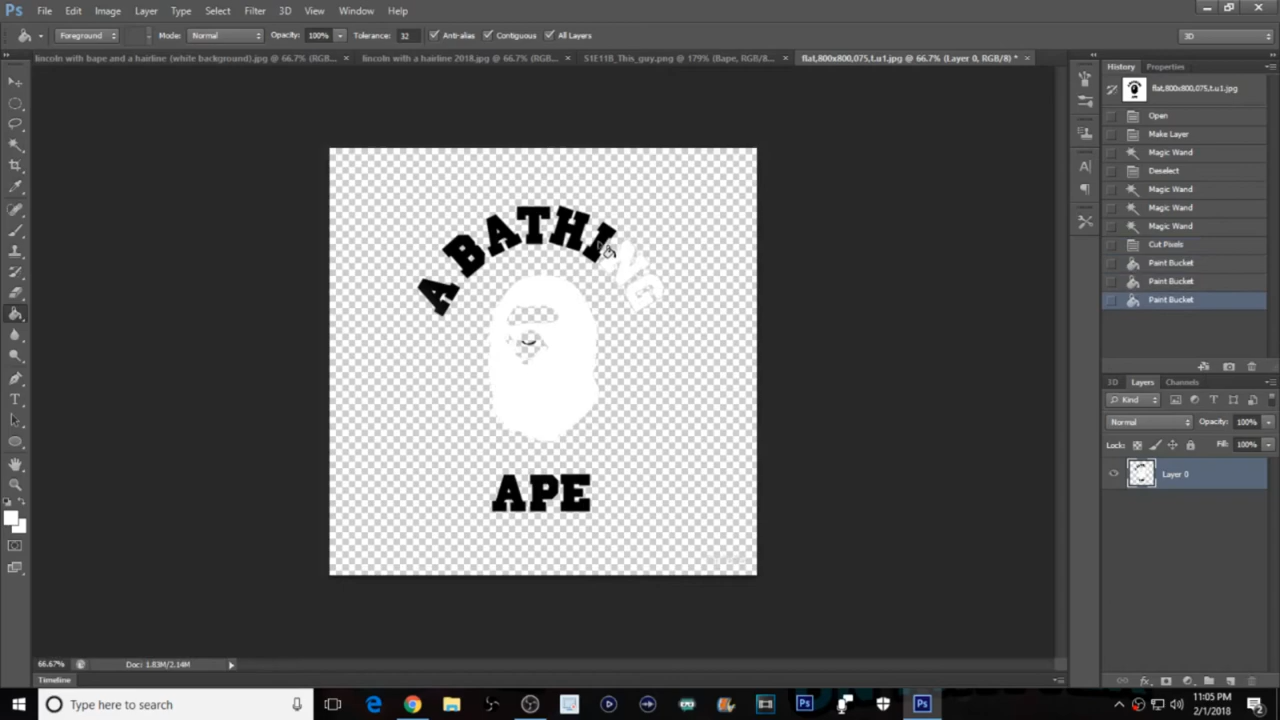 Ps File Edit Image Layer Type Select Filter 3D View Window Help
Foreground Mode: Normal Opacity: 100% Tolerance: 32 Anti-alias Contiguous All Layers 3D
lincoln with bape and a hairline (white background).jpg @ 66.7% (RGB... × lincoln with a hairline 2018.jpg @ 66.7% (RGB... × S1E11B_This_guy.png @ 179% (Bape, RGB/8... × flat,800x800,075,t.u1.jpg @ 66.7% (Layer 0, RGB/8) * ×
History Properties
flat,800x800,075,t.u1.jpg
Open
Make Layer
Magic Wand
Deselect
Magic Wand
Magic Wand
Magic Wand
Cut Pixels
Paint Bucket
Paint Bucket
Paint Bucket
A BATHING
APE
3D Layers Channels
Kind
Normal Opacity: 100%
Lock: Fill: 100%
Layer 0
66.67% Doc: 1.83M/2.14M
Timeline
Type here to search
11:05 PM
2/1/2018
2